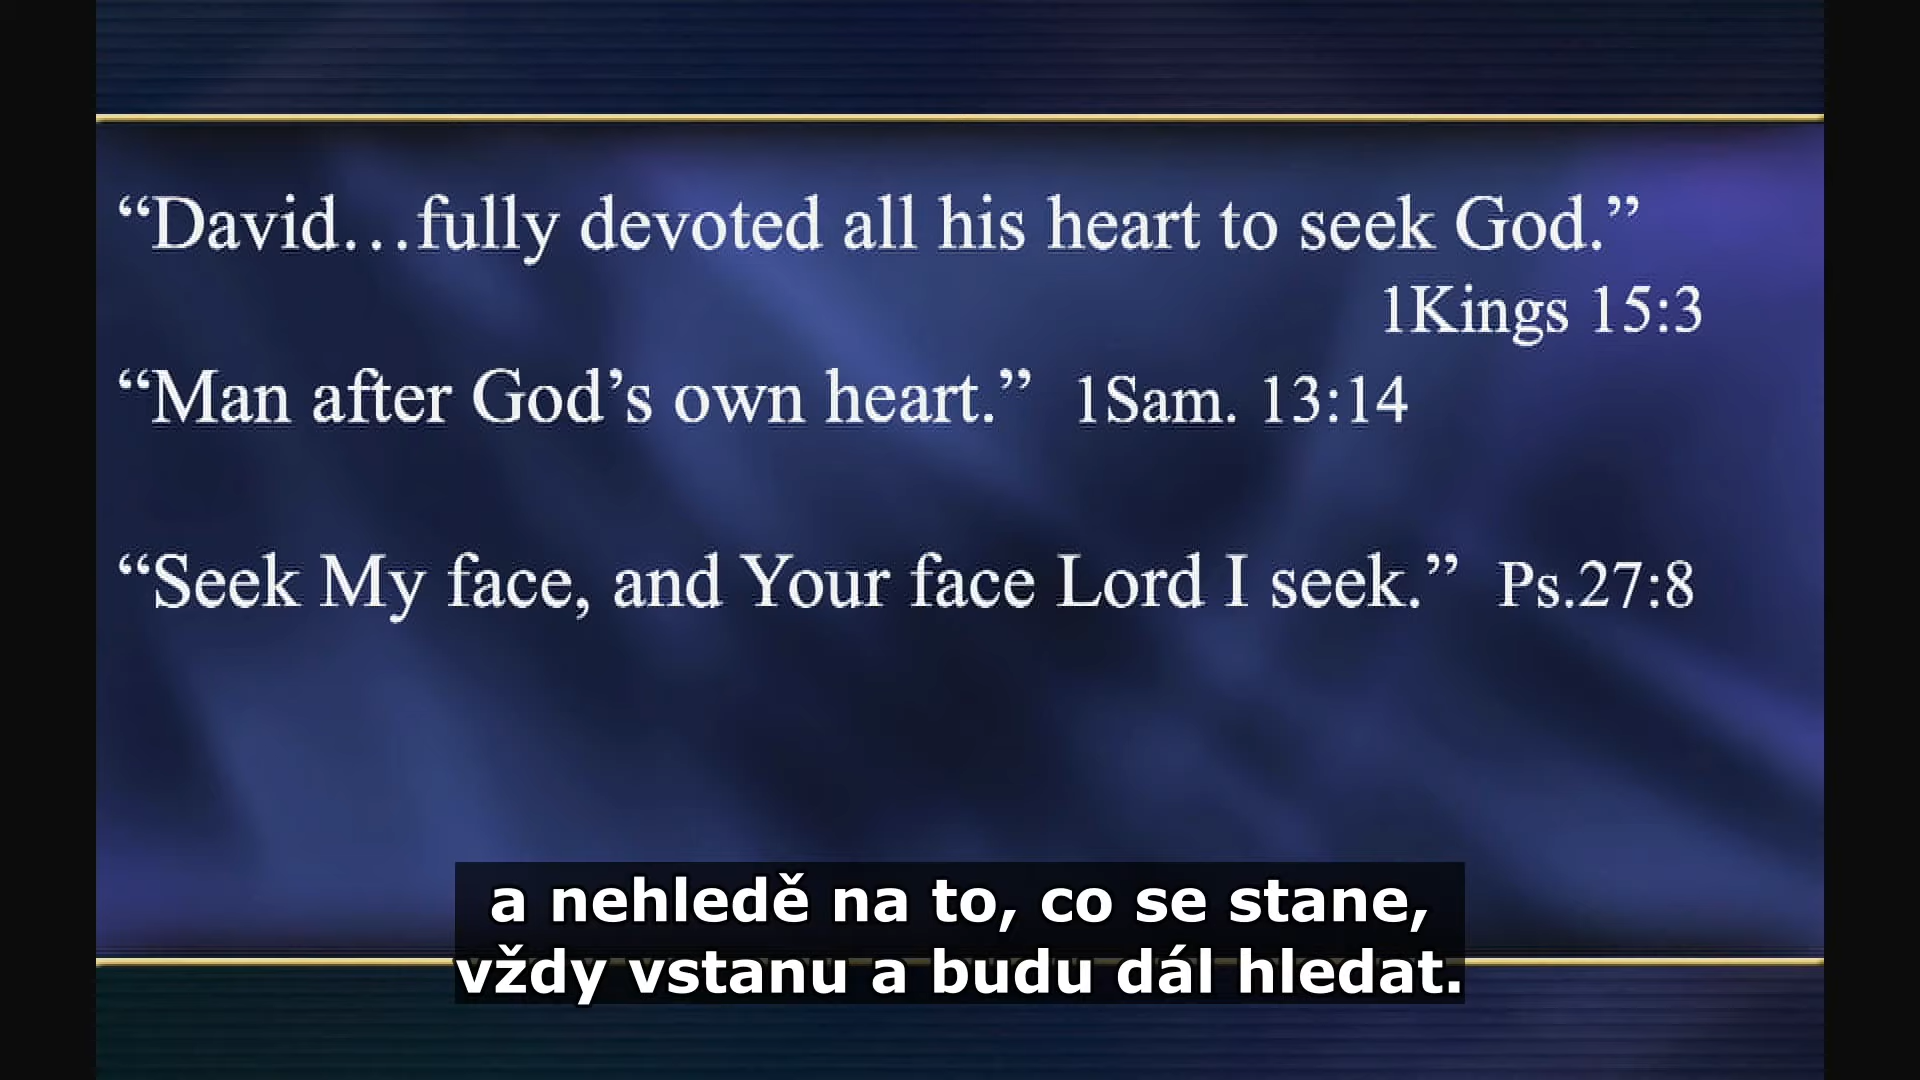 “David…fully devoted all his heart to seek God.”
1Kings 15:3
“Man after God’s own heart.” 1Sam. 13:14
“Seek My face, and Your face Lord I seek.” Ps.27:8
a nehledě na to, co se stane,
vždy vstanu a budu dál hledat.